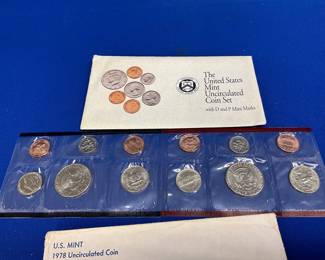 The
United States
Mint
Uncirculated
Coin Set
with D and P Mint Marks
U.S. MINT
1978 Uncirculated Coin